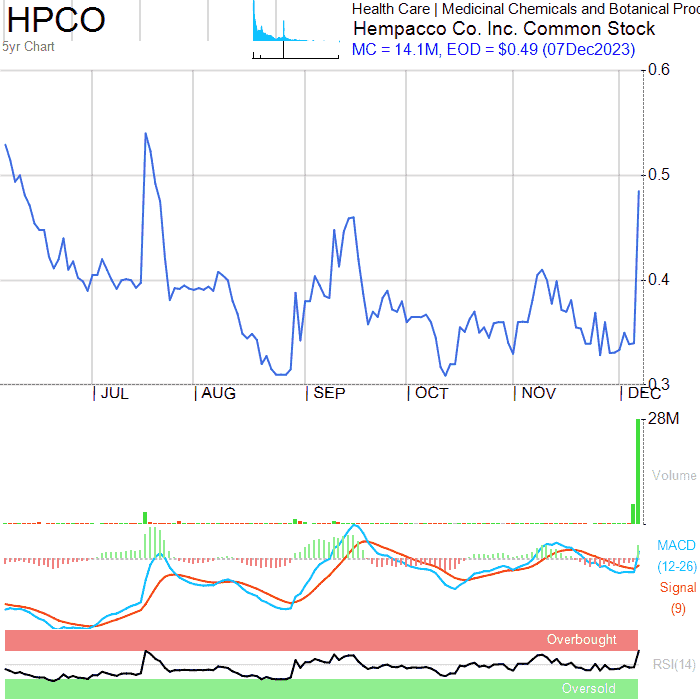 HPCO
5yr Chart
Health Care | Medicinal Chemicals and Botanical Proc
Hempacco Co. Inc. Common Stock
MC = 14.1M, EOD = $0.49 (07Dec2023)
0.6
0.5
0.4
0.3
JUL AUG SEP OCT NOV DEC
28M
Volume
MACD
(12-26)
Signal
(9)
Overbought
RSI(14)
Oversold